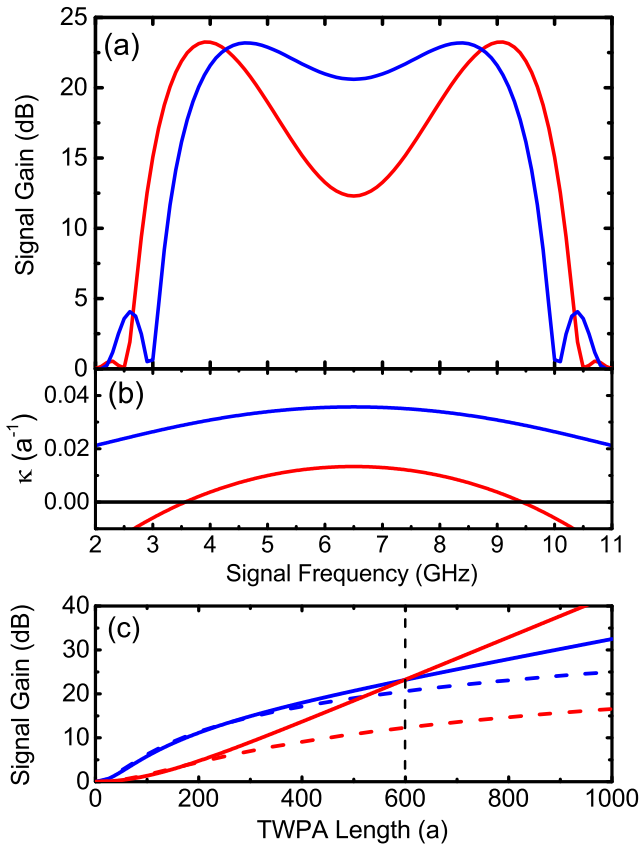 (a)
Signal Gain (dB)
25
20
15
10
5
0
(b)
κ (a⁻¹)
0.04
0.02
0.00
2 3 4 5 6 7 8 9 10 11
Signal Frequency (GHz)
(c)
Signal Gain (dB)
40
30
20
10
0
0 200 400 600 800 1000
TWPA Length (a)